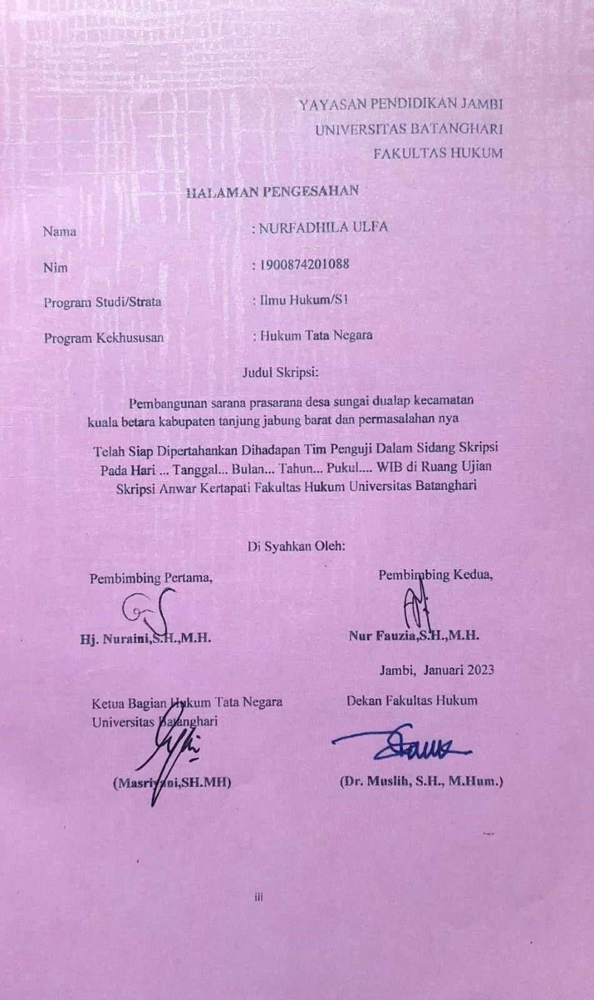 YAYASAN PENDIDIKAN JAMBI
UNIVERSITAS BATANGHARI
FAKULTAS HUKUM
HALAMAN PENGESAHAN
Nama : NURFADHILA ULFA
Nim : 1900874201088
Program Studi/Strata : Ilmu Hukum/S1
Program Kekhususan : Hukum Tata Negara
Judul Skripsi:
Pembangunan sarana prasarana desa sungai dualap kecamatan
kuala betara kabupaten tanjung jabung barat dan permasalahan nya
Telah Siap Dipertahankan Dihadapan Tim Penguji Dalam Sidang Skripsi
Pada Hari ... Tanggal... Bulan... Tahun... Pukul.... WIB di Ruang Ujian
Skripsi Anwar Kertapati Fakultas Hukum Universitas Batanghari
Di Syahkan Oleh:
Pembimbing Pertama, Pembimbing Kedua,
Hj. Nuraini,S.H.,M.H. Nur Fauzia,S.H.,M.H.
Jambi, Januari 2023
Ketua Bagian Hukum Tata Negara Dekan Fakultas Hukum
Universitas Batanghari
(Masriyani,SH.MH) (Dr. Muslih, S.H., M.Hum.)
iii